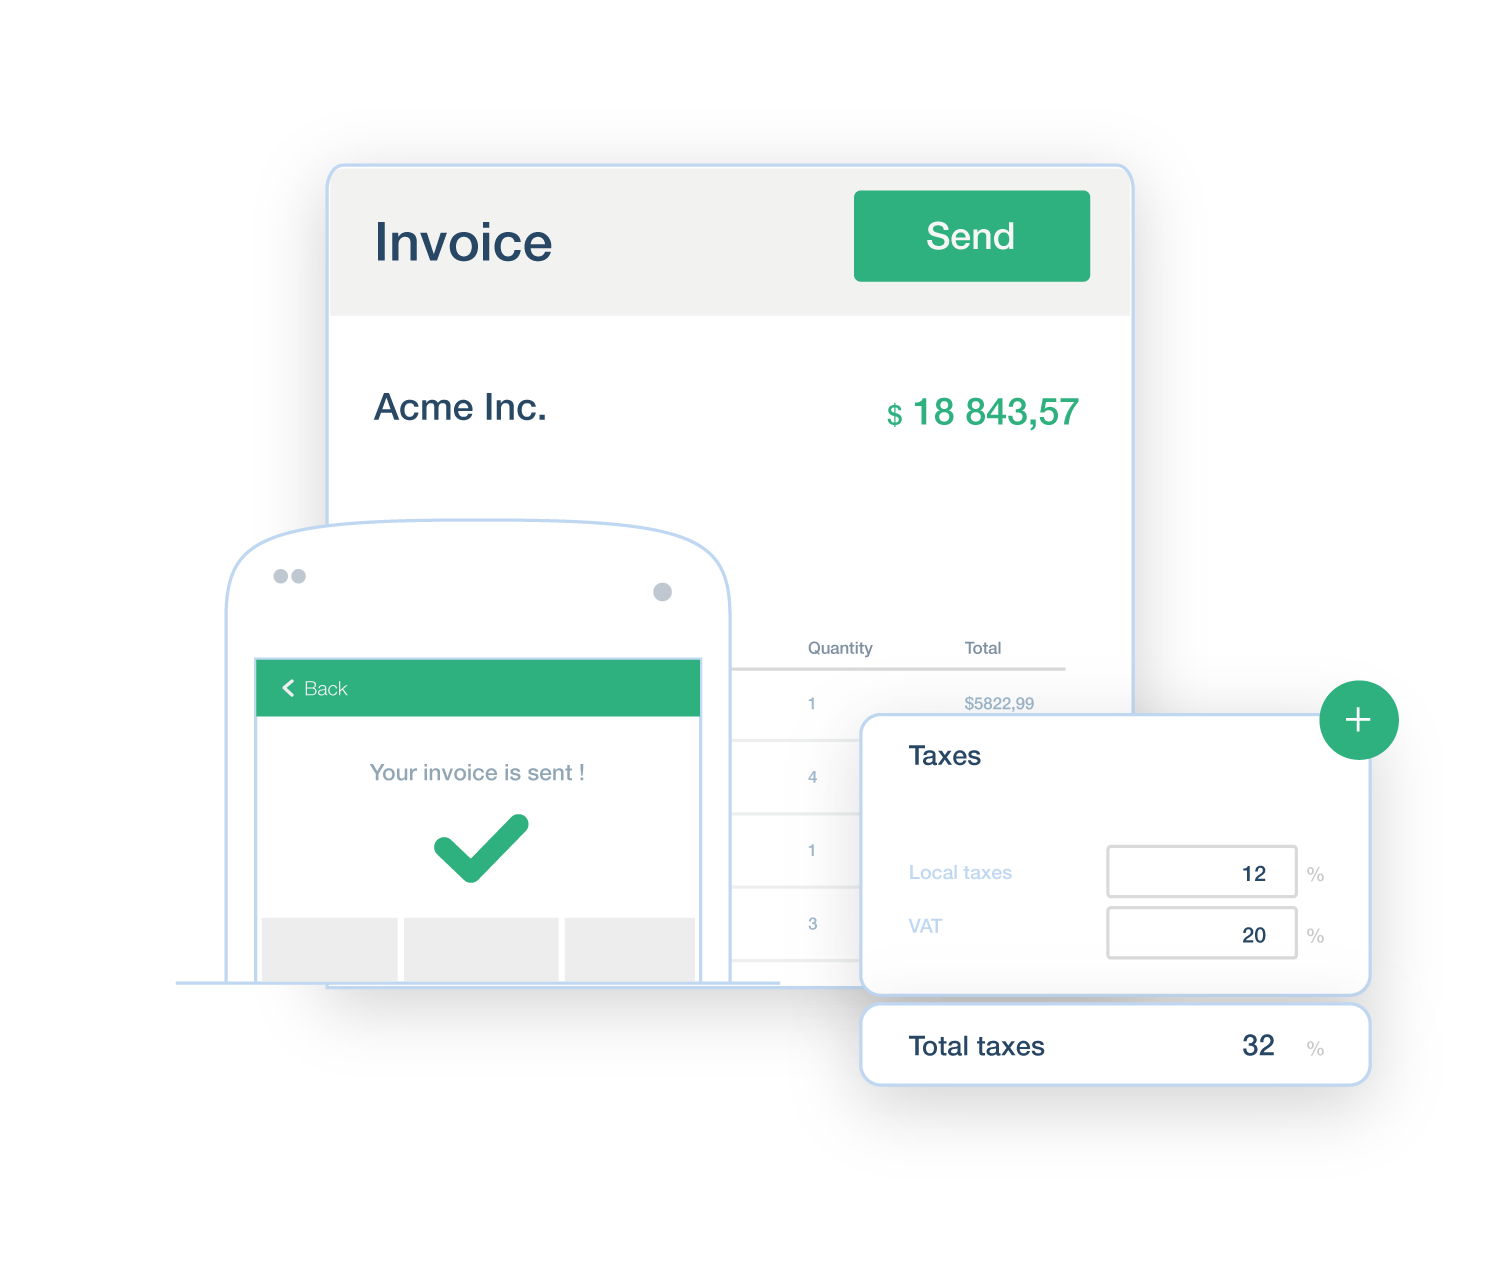 Invoice
Send
Acme Inc.
$ 18 843,57
Quantity Total
1 $5822,99
4
1
3
Back
Your invoice is sent !
Taxes
Local taxes 12 %
VAT 20 %
Total taxes 32 %